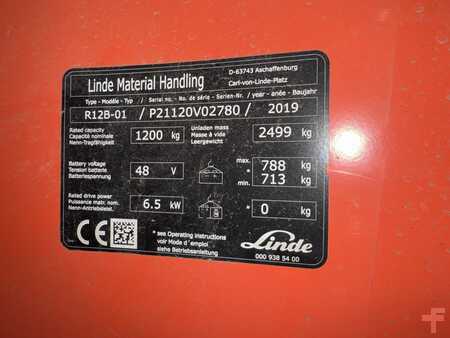 Linde Material Handling
D-63743 Aschaffenburg
Carl-von-Linde-Platz
Type - Modèle - Typ / Serial no. - No. de série - Serien-Nr. / year - anée - Baujahr
R12B-01 / P21120V02780 / 2019
Rated capacity
Capacité nominale
Nenn-Tragfähigkeit
1200 kg
Unladen mass
Masse à vide
Leergewicht
2499 kg
Battery voltage
Tension batterie
Batteriespannung
48 V
max. * 788 kg
min. * 713 kg
Rated drive power
Puissance matr. nom.
Nenn-Antriebsleist.
6.5 kW
* 0 kg
CE
* see Operating instructions
voir Mode d'emploi
siehe Betriebsanleitung
Linde
000 938 54 00